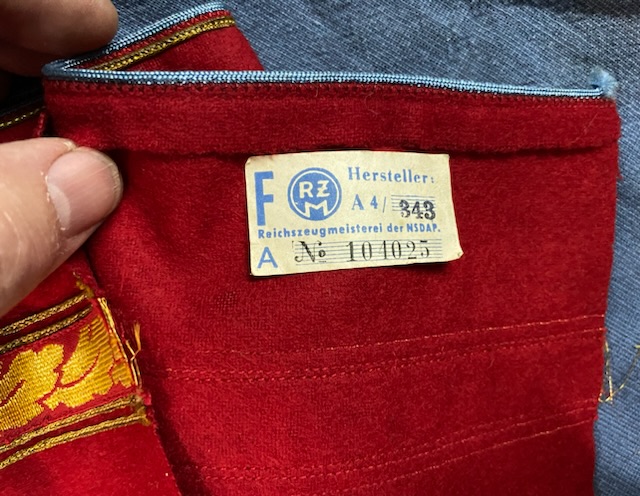 F RZM Hersteller:
A 4/ 343
Reichszeugmeisterei der NSDAP.
A № 104025